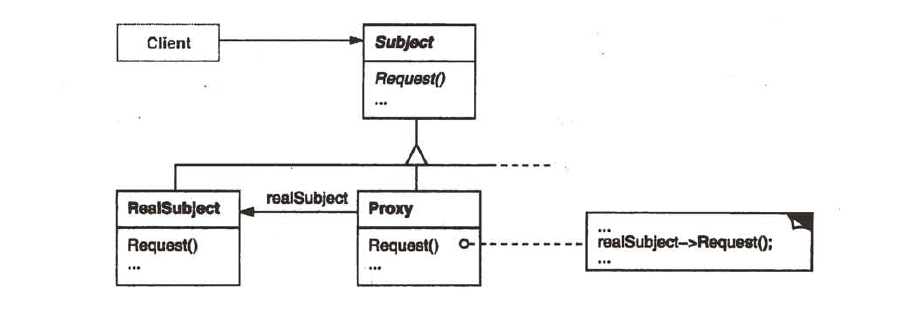 Client
Subject
Request()
...
realSubject
RealSubject
Request()
...
Proxy
Request()
...
...
realSubject->Request();
...